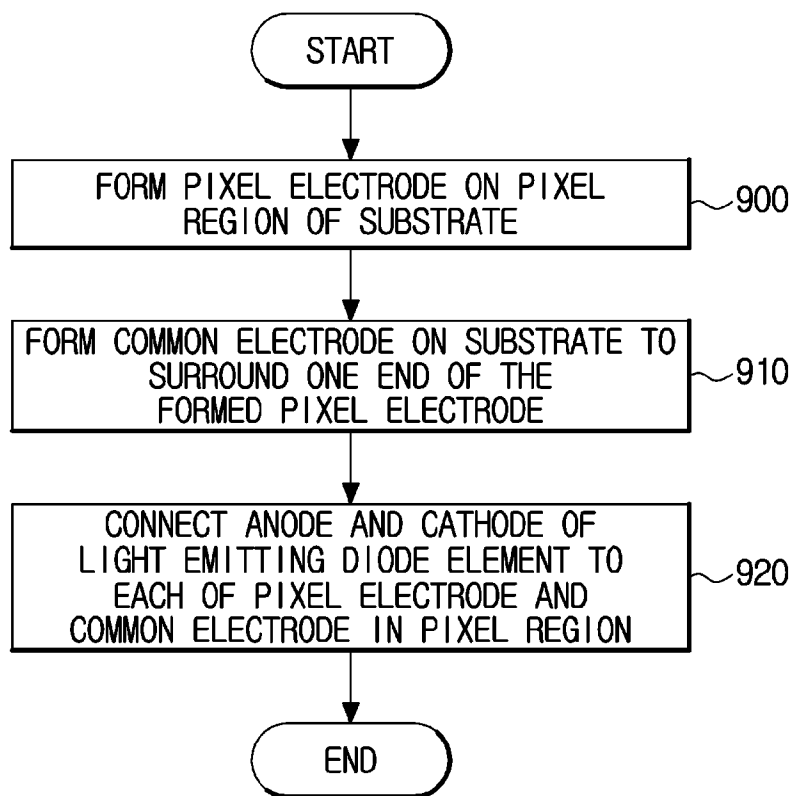 START
FORM PIXEL ELECTRODE ON PIXEL
REGION OF SUBSTRATE
900
FORM COMMON ELECTRODE ON SUBSTRATE TO
SURROUND ONE END OF THE
FORMED PIXEL ELECTRODE
910
CONNECT ANODE AND CATHODE OF
LIGHT EMITTING DIODE ELEMENT TO
EACH OF PIXEL ELECTRODE AND
COMMON ELECTRODE IN PIXEL REGION
920
END